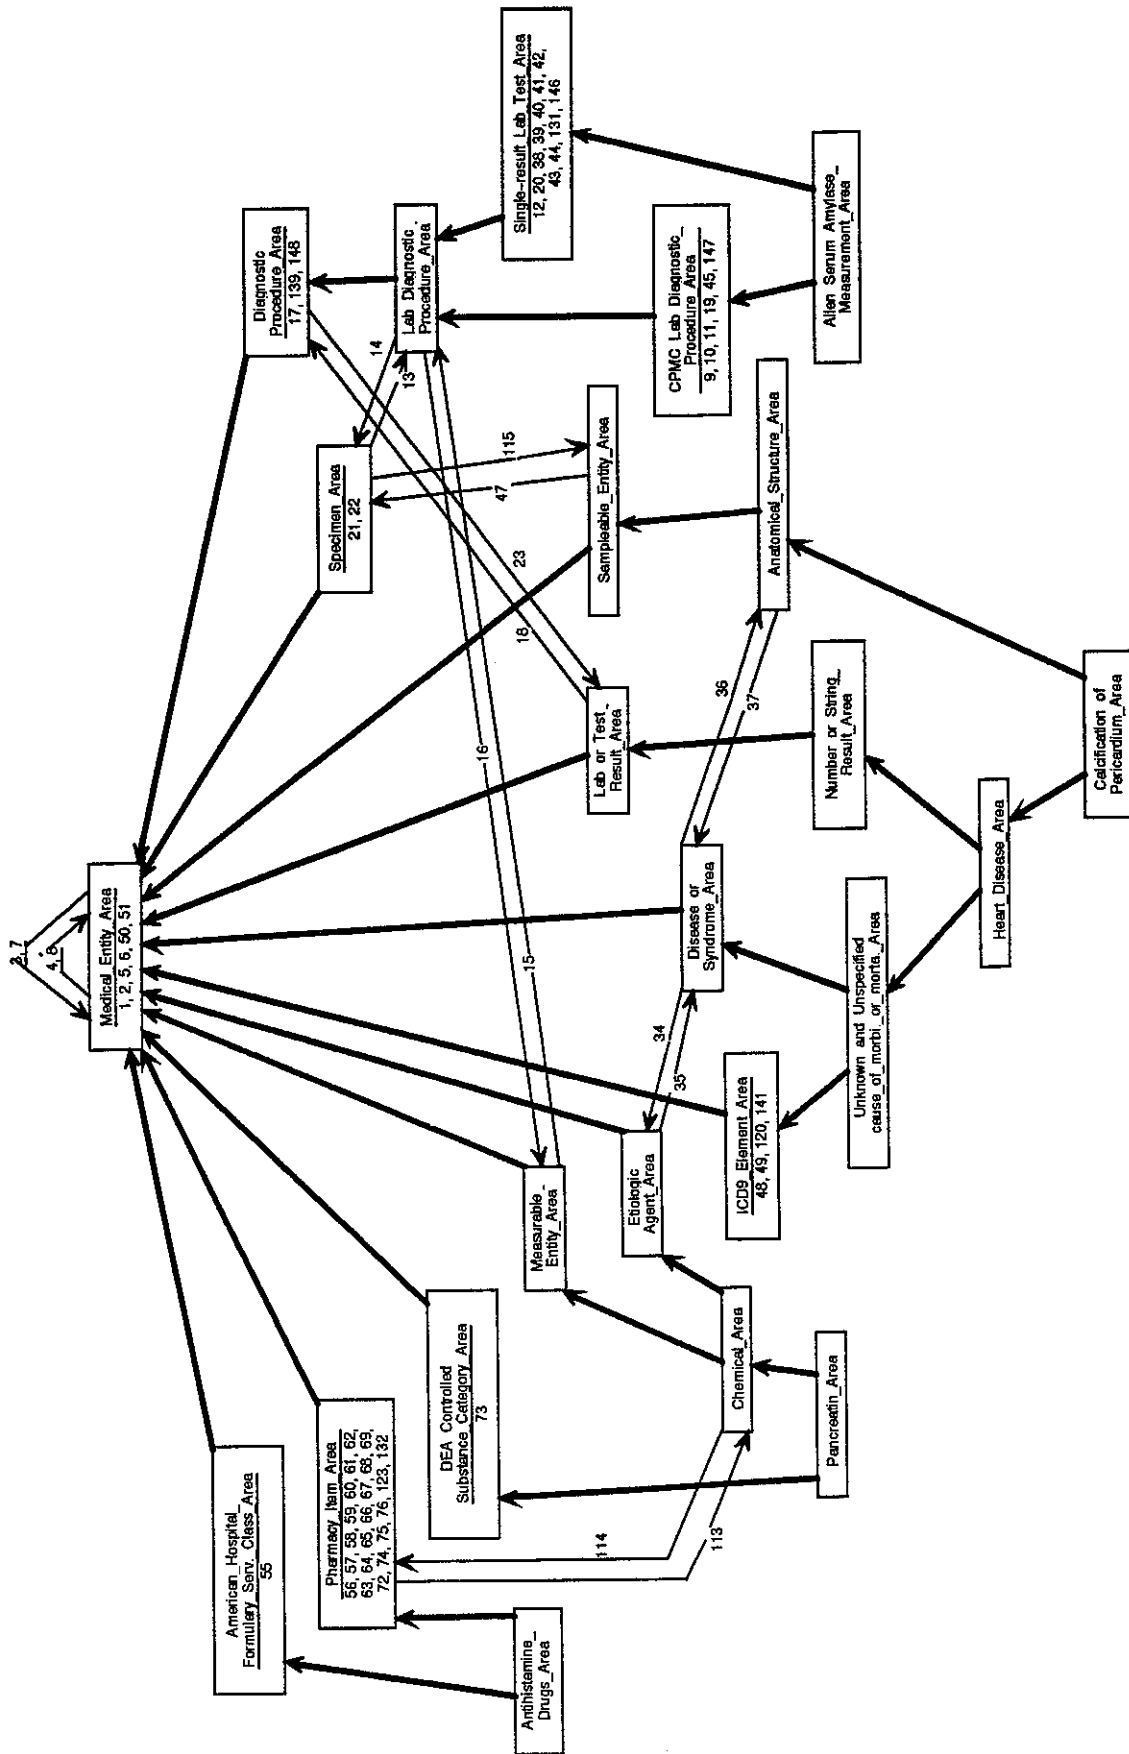 3, 7
4, 8
Medical_Entity_Area
1, 2, 5, 6, 50, 51
American_Hospital_
Formulary_Serv._Class_Area
55
Pharmacy_Item_Area
56, 57, 58, 59, 60, 61, 62,
63, 64, 65, 66, 67, 68, 69,
72, 74, 75, 76, 123, 132
DEA Controlled
Substance_Category_Area
73
Antihistamine_
Drugs_Area
114
113
Measurable_
Entity_Area
Etiologic
Agent_Area
Chemical_Area
Pancreatin_Area
ICD9_Element_Area
48, 49, 120, 141
34
35
Disease or
Syndrome_Area
Unknown and Unspecified
cause_of_morbi._or_morta._Area
36
37
Lab or Test_
Result_Area
Number or String_
Result_Area
Heart_Disease_Area
Calcification of
Pericardium_Area
Specimen_Area
21, 22
115
47
Sampleable_Entity_Area
Anatomical_Structure_Area
Diagnostic
Procedure_Area
17, 139, 148
18
23
14
13
16
15
Lab Diagnostic_
Procedure_Area
CPMC Lab Diagnostic_
Procedure Area
9, 10, 11, 19, 45, 147
Single-result_Lab_Test_Area
12, 20, 38, 39, 40, 41, 42,
43, 44, 131, 146
Allen Serum Amylase_
Measurement_Area